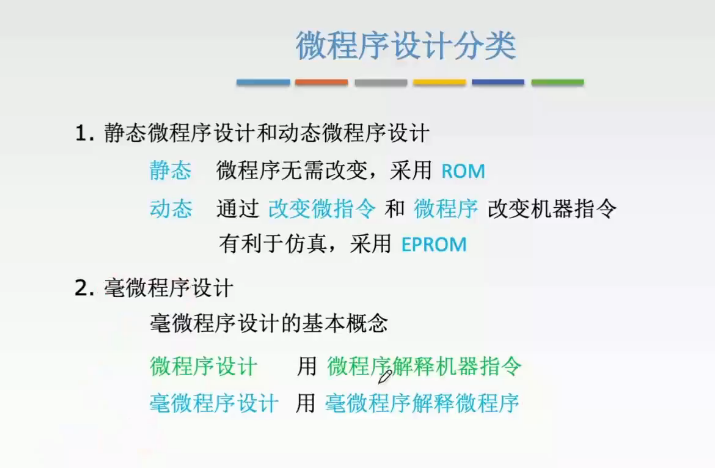 微程序设计分类
1. 静态微程序设计和动态微程序设计
静态 微程序无需改变，采用 ROM
动态 通过 改变微指令 和 微程序 改变机器指令
有利于仿真，采用 EPROM
2. 毫微程序设计
毫微程序设计的基本概念
微程序设计 用 微程序解释机器指令
毫微程序设计 用 毫微程序解释微程序